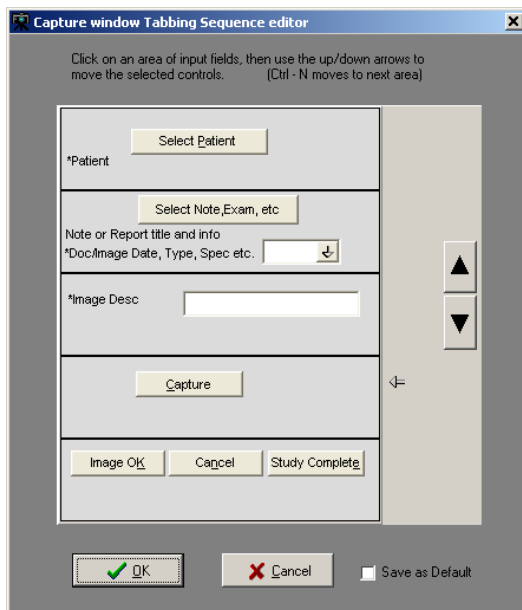 Capture window Tabbing Sequence editor
Click on an area of input fields, then use the up/down arrows to
move the selected controls. (Ctrl - N moves to next area)
Select Patient
*Patient
Select Note,Exam, etc
Note or Report title and info
*Doc/Image Date, Type, Spec etc.
*Image Desc
Capture
Image OK Cancel Study Complete
OK Cancel Save as Default